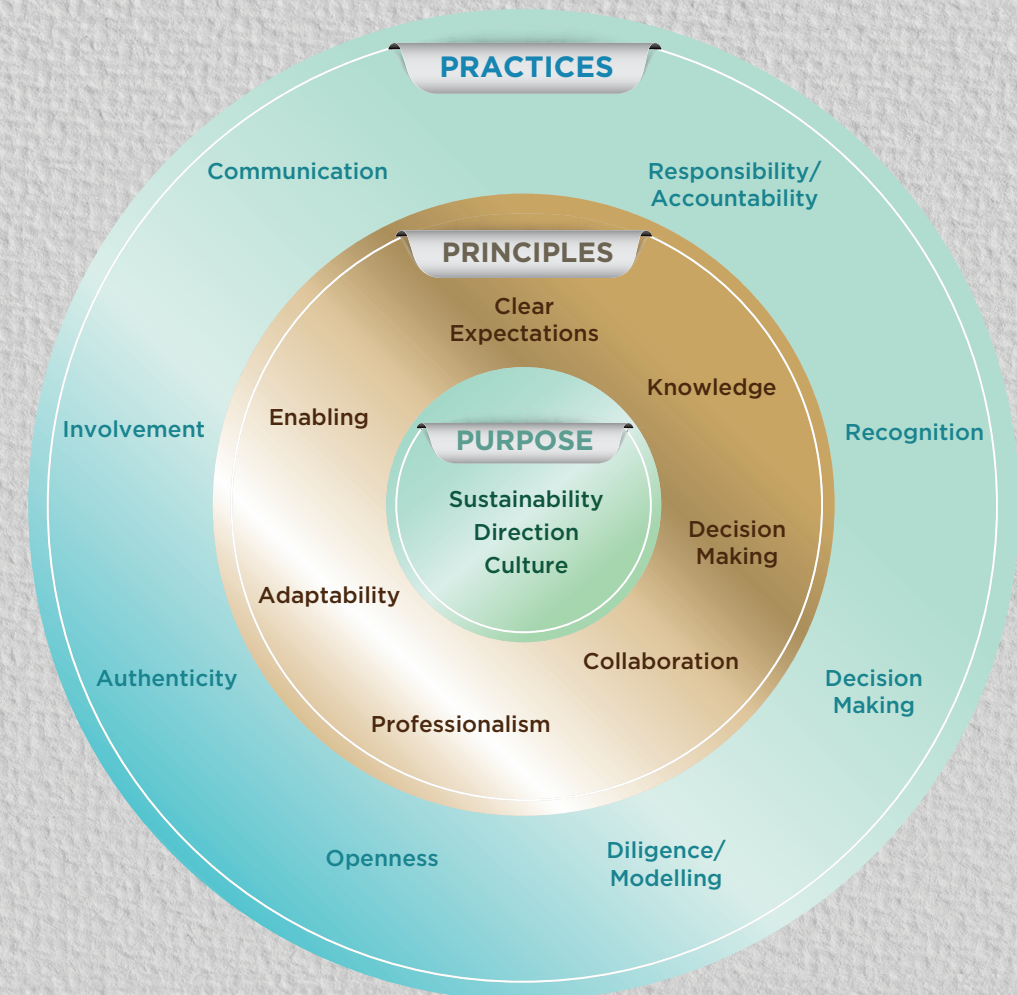 PRACTICES
Communication
Responsibility/
Accountability
Recognition
Decision
Making
Diligence/
Modelling
Openness
Authenticity
Involvement
PRINCIPLES
Clear
Expectations
Knowledge
Decision
Making
Collaboration
Professionalism
Adaptability
Enabling
PURPOSE
Sustainability
Direction
Culture